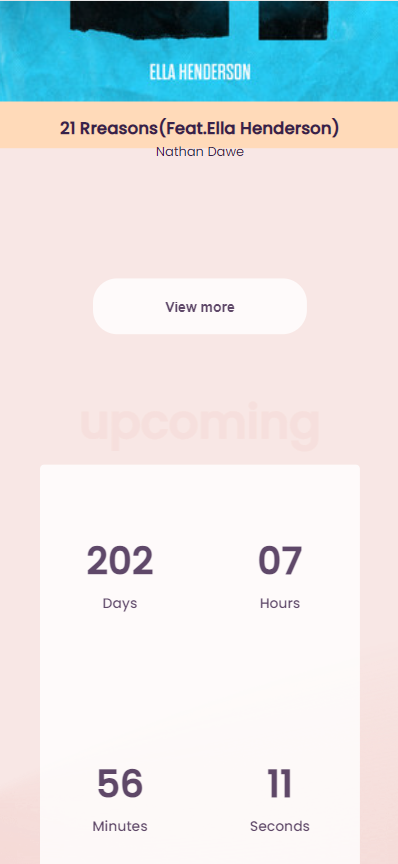 ELLA HENDERSON
21 Rreasons(Feat.Ella Henderson)
Nathan Dawe
View more
upcoming
202 07
Days Hours
56 11
Minutes Seconds